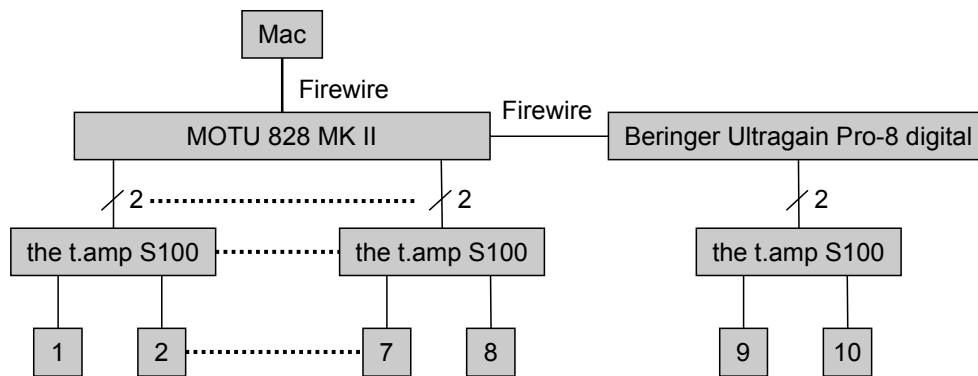 Mac
Firewire
Firewire
MOTU 828 MK II
Beringer Ultragain Pro-8 digital
2
2
2
the t.amp S100
the t.amp S100
the t.amp S100
1
2
7
8
9
10